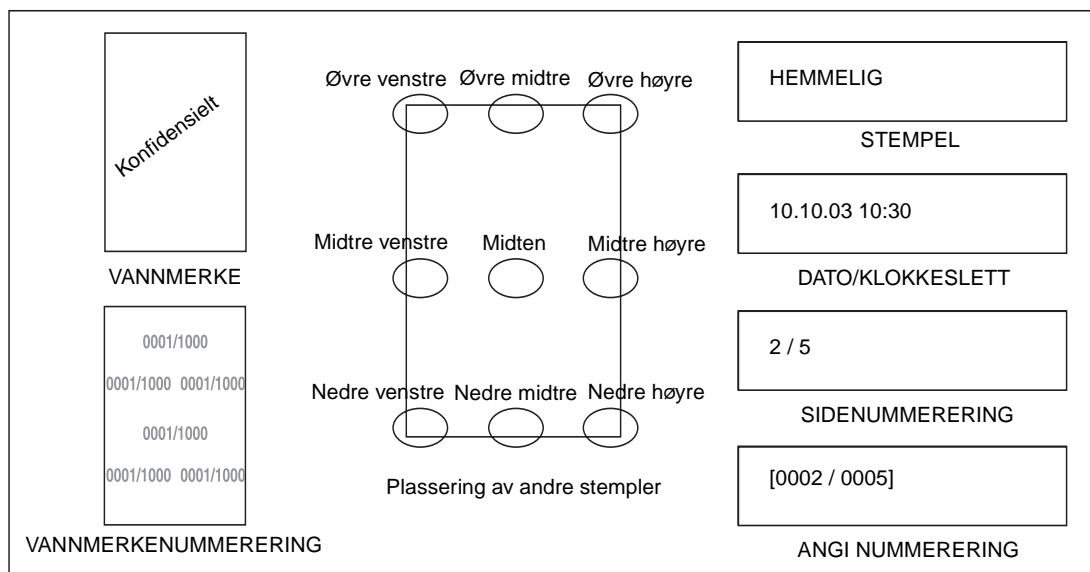 Konfidensielt
VANNMERKE
0001/1000
0001/1000 0001/1000
0001/1000
0001/1000 0001/1000
VANNMERKENUMMERERING
Øvre venstre Øvre midtre Øvre høyre
Midtre venstre Midten Midtre høyre
Nedre venstre Nedre midtre Nedre høyre
Plassering av andre stempler
HEMMELIG
STEMPEL
10.10.03 10:30
DATO/KLOKKESLETT
2 / 5
SIDENUMMERERING
[0002 / 0005]
ANGI NUMMERERING